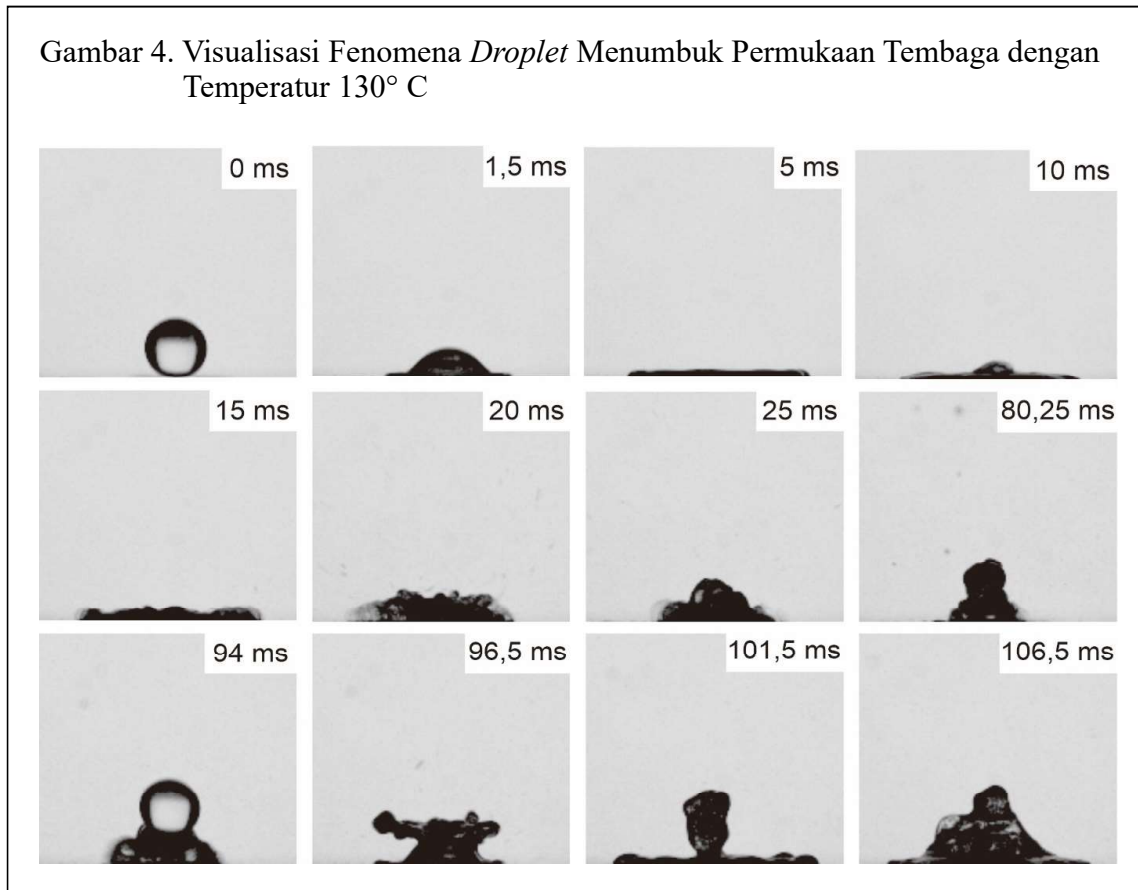 Gambar 4. Visualisasi Fenomena Droplet Menumbuk Permukaan Tembaga dengan
Temperatur 130° C
0 ms
1,5 ms
5 ms
10 ms
15 ms
20 ms
25 ms
80,25 ms
94 ms
96,5 ms
101,5 ms
106,5 ms